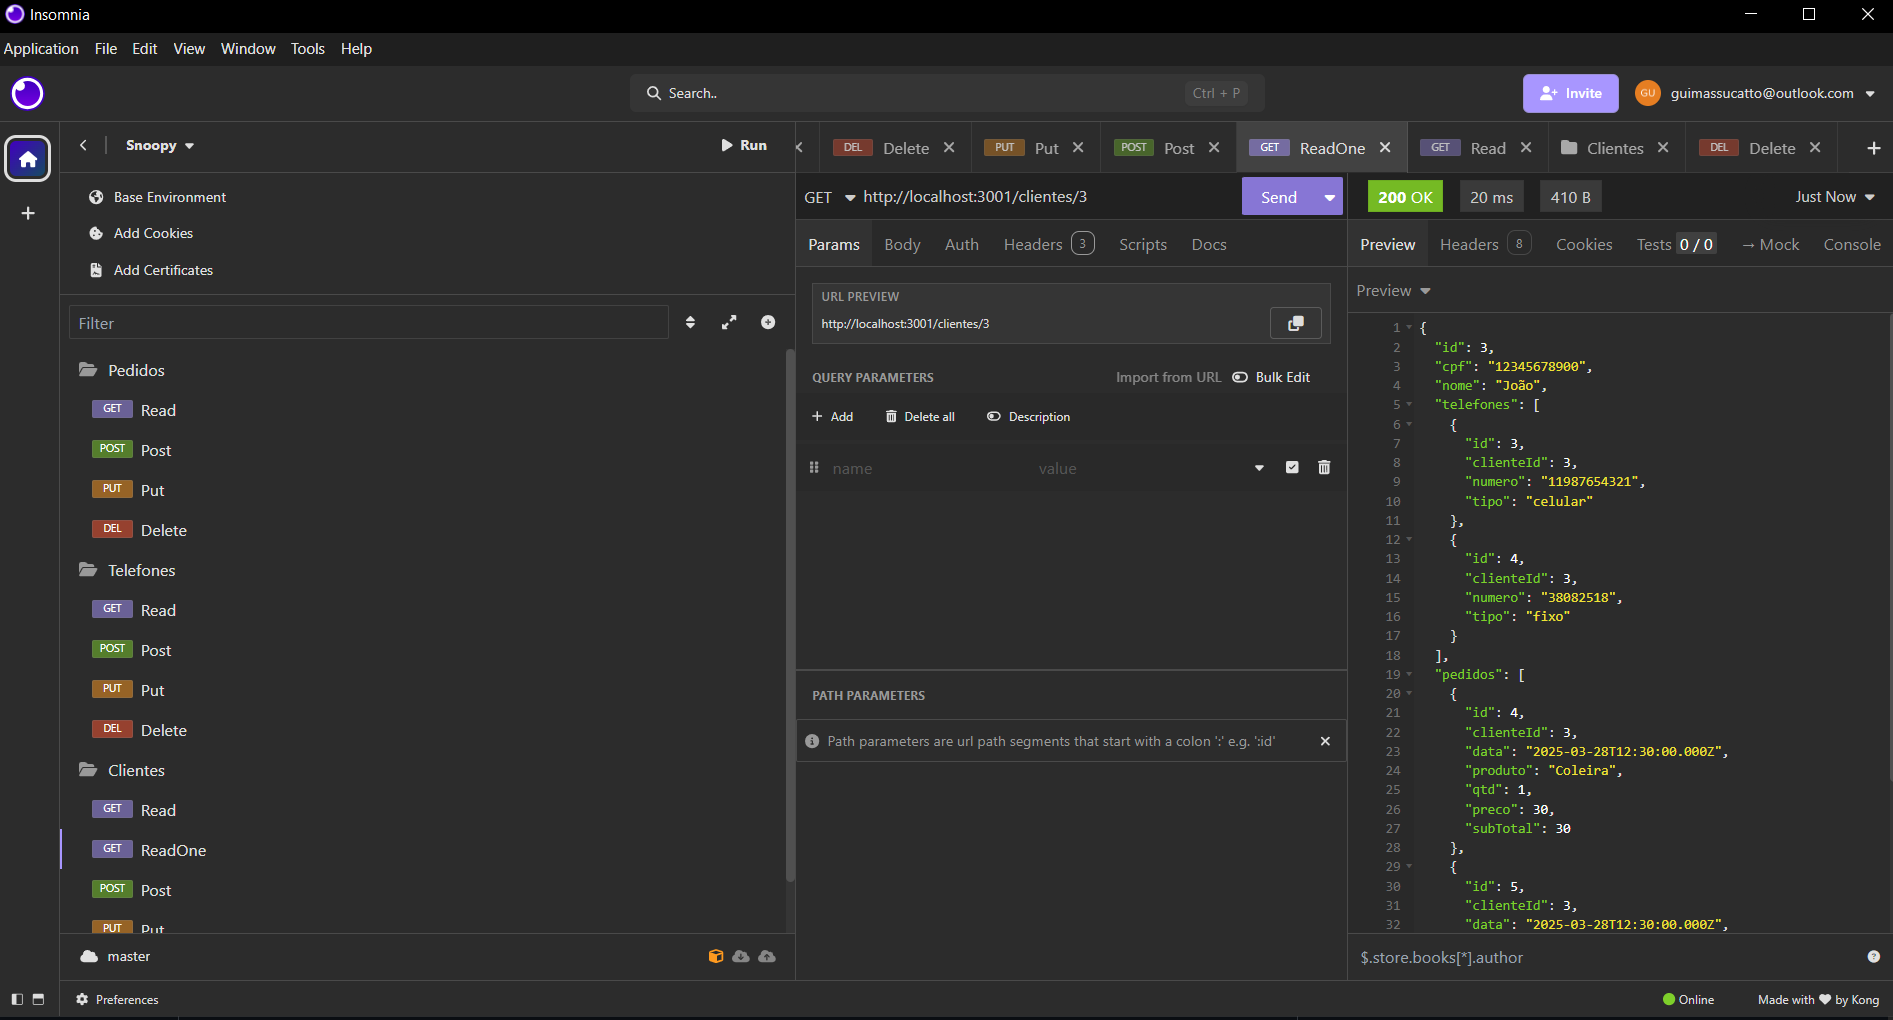 Insomnia
Application File Edit View Window Tools Help
Search..
Ctrl + P
Invite
GU
guimassucatto@outlook.com
Snoopy
Run
Base Environment
Add Cookies
Add Certificates
Filter
Pedidos
GET Read
POST Post
PUT Put
DEL Delete
Telefones
GET Read
POST Post
PUT Put
DEL Delete
Clientes
GET Read
GET ReadOne
POST Post
PUT Put
master
DEL Delete
PUT Put
POST Post
GET ReadOne
GET Read
Clientes
DEL Delete
GET http://localhost:3001/clientes/3
Send
Params Body Auth Headers 3 Scripts Docs
URL PREVIEW
http://localhost:3001/clientes/3
QUERY PARAMETERS
Import from URL Bulk Edit
Add Delete all Description
name value
PATH PARAMETERS
Path parameters are url path segments that start with a colon ':' e.g. ':id'
200 OK 20 ms 410 B Just Now
Preview Headers 8 Cookies Tests 0 / 0 → Mock Console
Preview
1 {
2 "id": 3,
3 "cpf": "12345678900",
4 "nome": "João",
5 "telefones": [
6 {
7 "id": 3,
8 "clienteId": 3,
9 "numero": "11987654321",
10 "tipo": "celular"
11 },
12 {
13 "id": 4,
14 "clienteId": 3,
15 "numero": "38082518",
16 "tipo": "fixo"
17 }
18 ],
19 "pedidos": [
20 {
21 "id": 4,
22 "clienteId": 3,
23 "data": "2025-03-28T12:30:00.000Z",
24 "produto": "Coleira",
25 "qtd": 1,
26 "preco": 30,
27 "subTotal": 30
28 },
29 {
30 "id": 5,
31 "clienteId": 3,
32 "data": "2025-03-28T12:30:00.000Z",
$.store.books[*].author
Preferences
Online
Made with ♥ by Kong